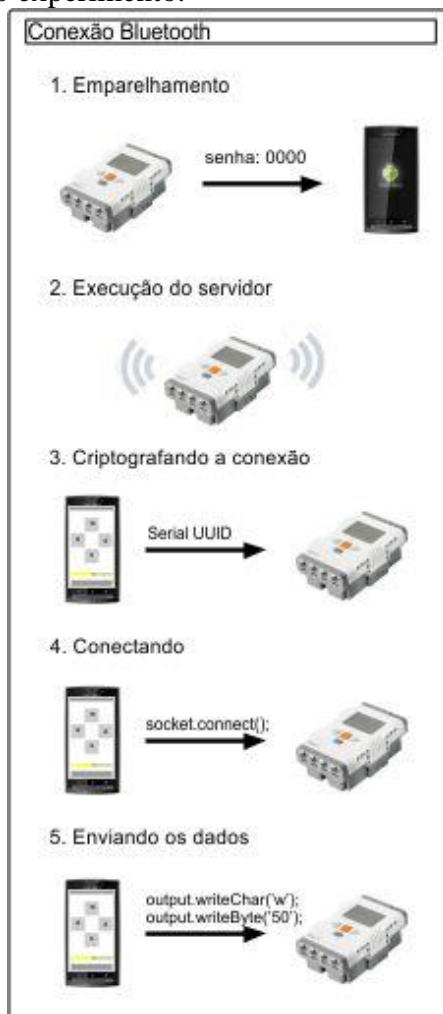 Conexão Bluetooth
1. Emparelhamento
senha: 0000
2. Execução do servidor
3. Criptografando a conexão
Serial UUID
4. Conectando
socket.connect();
5. Enviando os dados
output.writeChar('w');
output.writeByte('50');